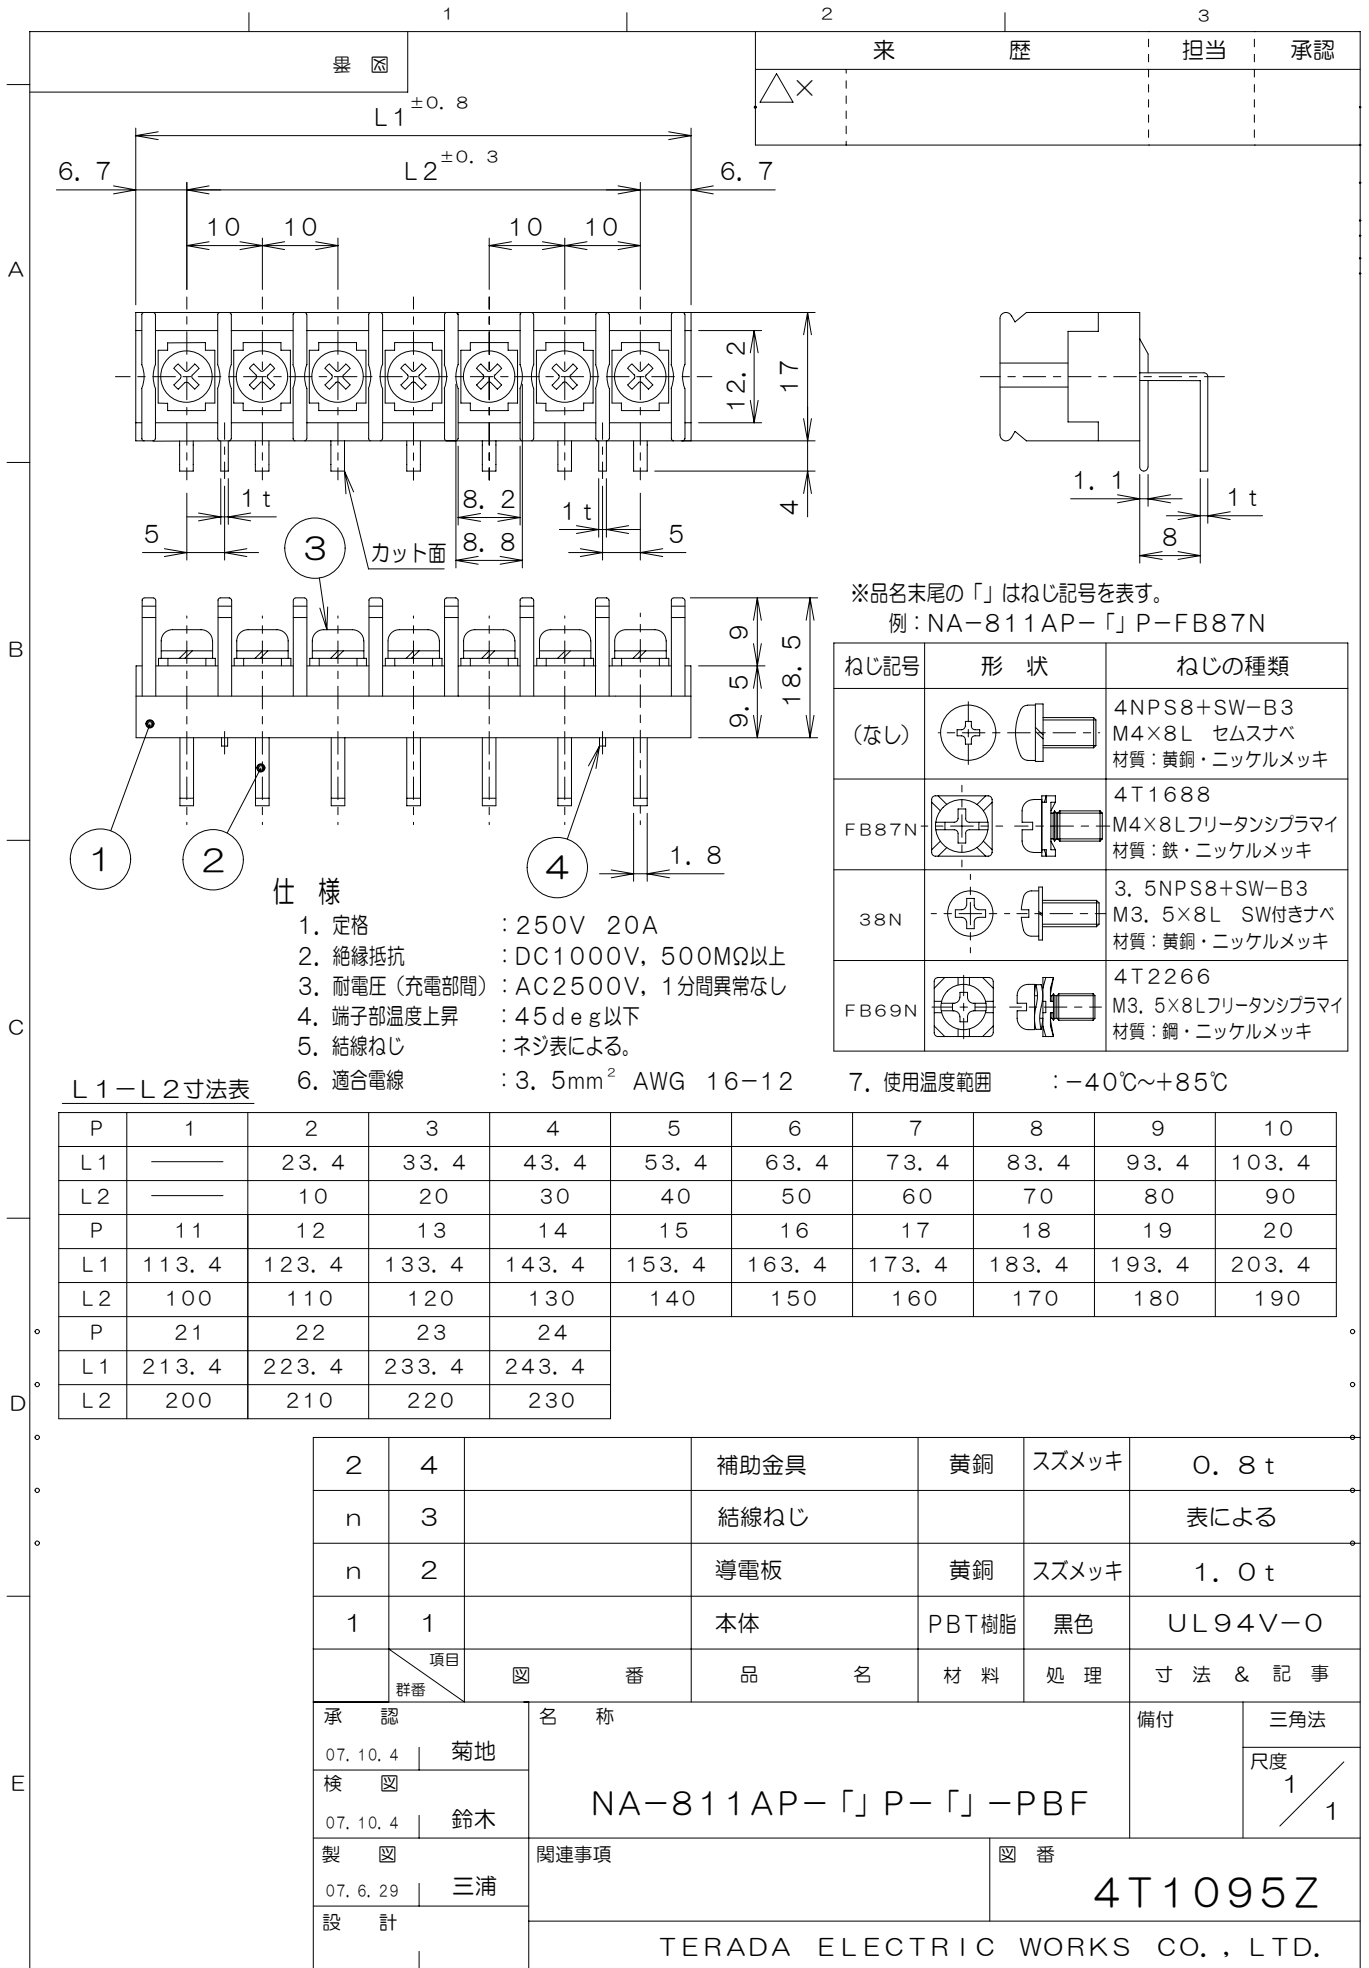 1 2 3
図番
来 歴 担当 承認
△×
L1±0.8
L2±0.3
6.7 6.7
10 10 10 10
A
12.2
17
4
1t 8.2 1t
5 8.8 5
③ カット面
1.1 1t
8
※品名末尾の「」はねじ記号を表す。
例：NA-811AP-「」P-FB87N
B
9 18.5
9.5
① ② ④
1.8
ねじ記号 形 状 ねじの種類
(なし) 4NPS8+SW-B3
M4×8L セムスナベ
材質：黄銅・ニッケルメッキ
FB87N 4T1688
M4×8Lフリータンシプラマイ
材質：鉄・ニッケルメッキ
38N 3.5NPS8+SW-B3
M3.5×8L SW付きナベ
材質：黄銅・ニッケルメッキ
FB69N 4T2266
M3.5×8Lフリータンシプラマイ
材質：鋼・ニッケルメッキ
仕 様
1. 定格 ：250V 20A
2. 絶縁抵抗 ：DC1000V, 500MΩ以上
3. 耐電圧（充電部間）：AC2500V, 1分間異常なし
4. 端子部温度上昇 ：45deg以下
5. 結線ねじ ：ネジ表による。
6. 適合電線 ：3.5mm² AWG 16-12
7. 使用温度範囲 ：-40℃~+85℃
C
L1-L2寸法表
P 1 2 3 4 5 6 7 8 9 10
L1 ― 23.4 33.4 43.4 53.4 63.4 73.4 83.4 93.4 103.4
L2 ― 10 20 30 40 50 60 70 80 90
P 11 12 13 14 15 16 17 18 19 20
L1 113.4 123.4 133.4 143.4 153.4 163.4 173.4 183.4 193.4 203.4
L2 100 110 120 130 140 150 160 170 180 190
P 21 22 23 24
L1 213.4 223.4 233.4 243.4
L2 200 210 220 230
D
2 4 補助金具 黄銅 スズメッキ 0.8t
n 3 結線ねじ 表による
n 2 導電板 黄銅 スズメッキ 1.0t
1 1 本体 PBT樹脂 黒色 UL94V-0
項目 群番 図 番 品 名 材 料 処 理 寸 法 & 記 事
E
承 認
07.10.4 菊地
検 図
07.10.4 鈴木
製 図
07.6.29 三浦
設 計
名 称
NA-811AP-「」P-「」-PBF
備付 三角法
尺度 1/1
関連事項
図 番
4T1095Z
TERADA ELECTRIC WORKS CO., LTD.